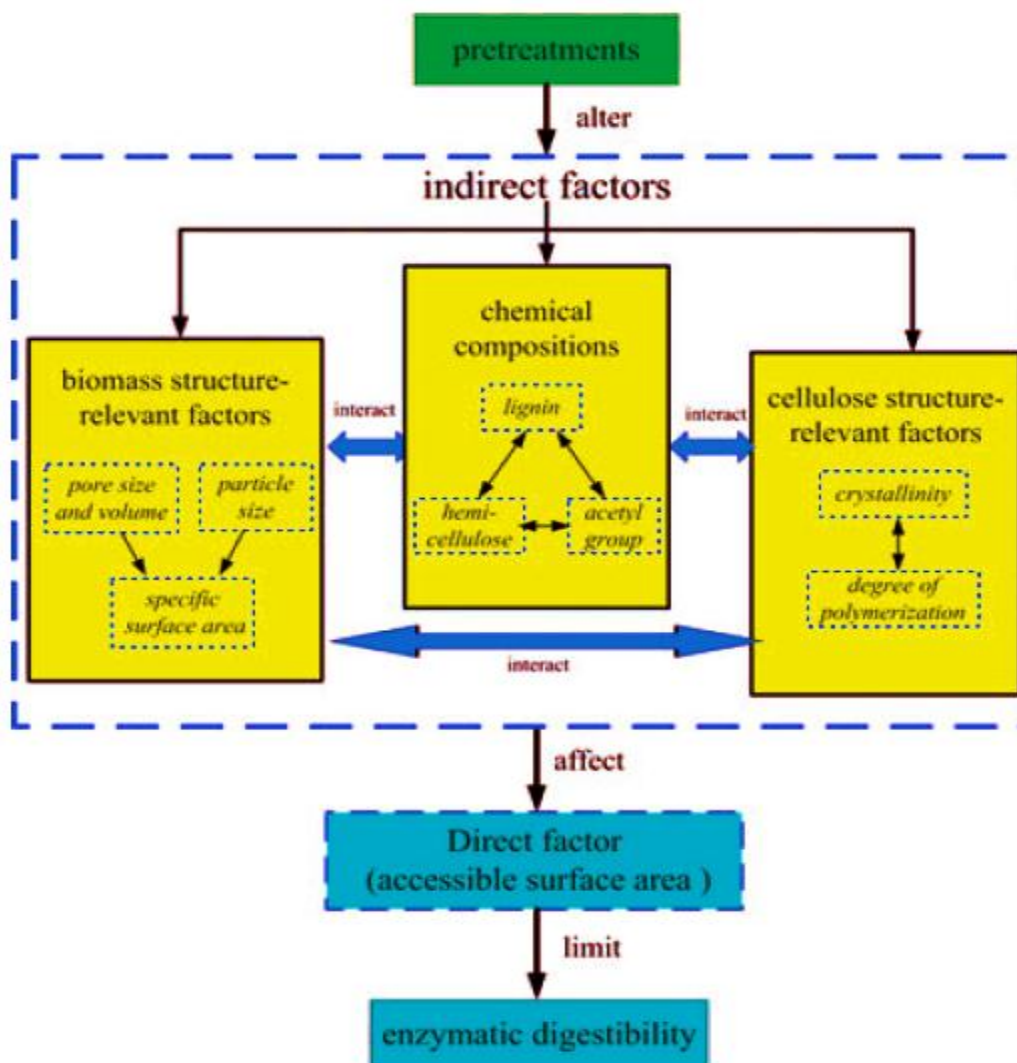 pretreatments
alter
indirect factors
biomass structure-
relevant factors
pore size
and volume
particle
size
specific
surface area
interact
chemical
compositions
lignin
hemi-
cellulose
acetyl
group
interact
cellulose structure-
relevant factors
crystallinity
degree of
polymerization
interact
affect
Direct factor
(accessible surface area )
limit
enzymatic digestibility